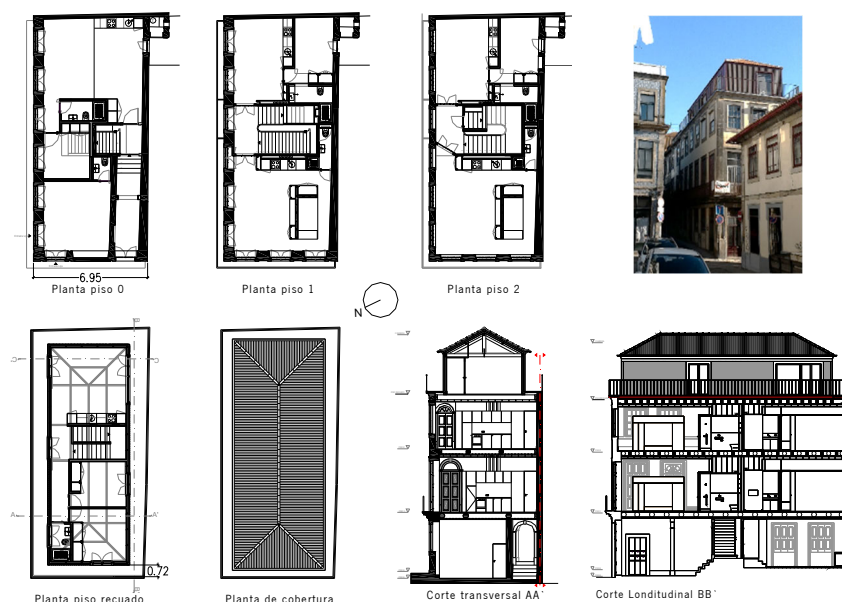 6.95
Planta piso 0
Planta piso 1
Planta piso 2
N
A
A'
0.72
Planta piso recuado
Planta de cobertura
Corte transversal AA'
Corte Londitudinal BB'